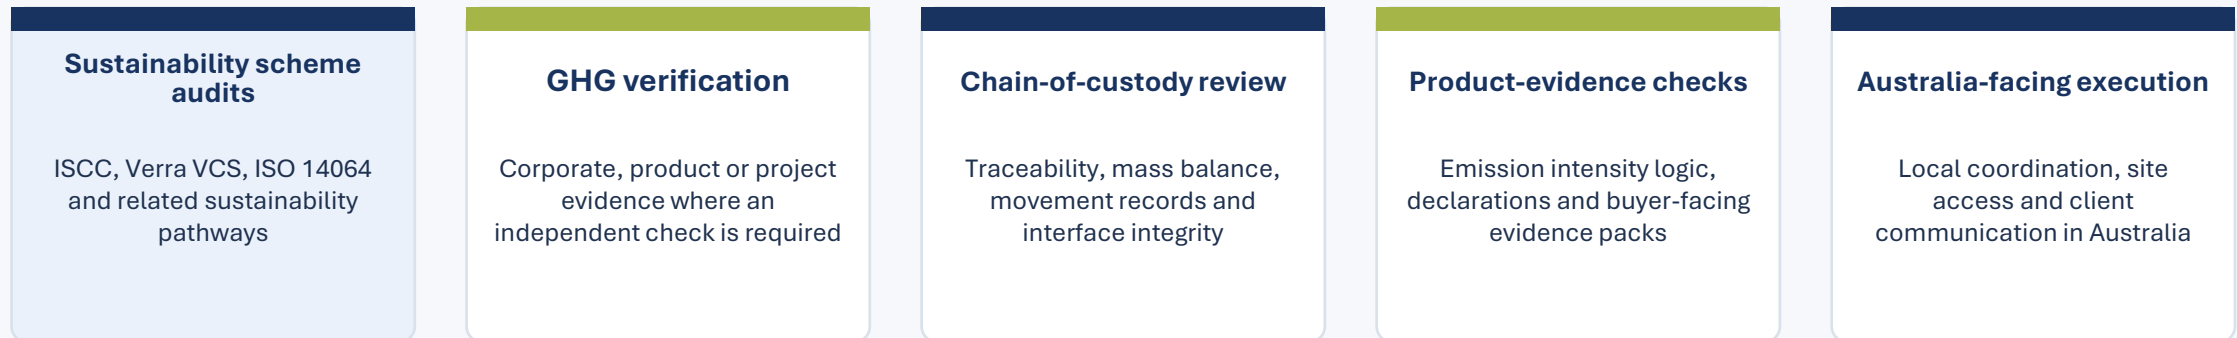 Sustainability scheme
audits
ISCC, Verra VCS, ISO 14064
and related sustainability
pathways
GHG verification
Corporate, product or project
evidence where an
independent check is required
Chain-of-custody review
Traceability, mass balance,
movement records and
interface integrity
Product-evidence checks
Emission intensity logic,
declarations and buyer-facing
evidence packs
Australia-facing execution
Local coordination, site
access and client
communication in Australia